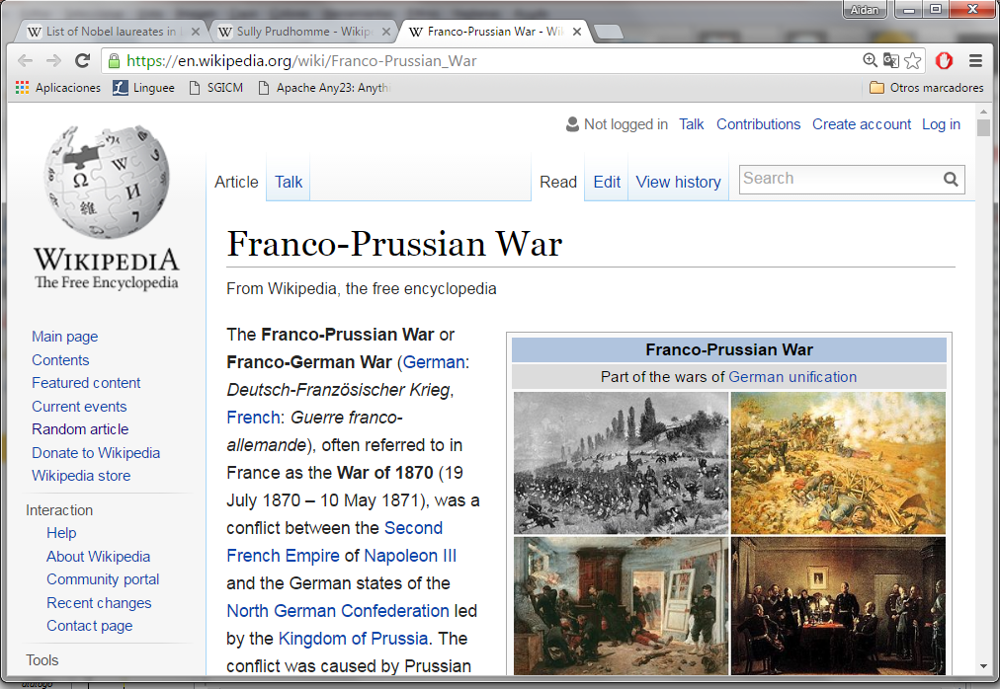 Aidan
List of Nobel laureates in
Sully Prudhomme - Wikip
Franco-Prussian War - Wik
https://en.wikipedia.org/wiki/Franco-Prussian_War
Aplicaciones Linguee SGICM Apache Any23: Anythi Otros marcadores
Not logged in Talk Contributions Create account Log in
Article Talk Read Edit View history Search
WIKIPEDIA
The Free Encyclopedia
Main page
Contents
Featured content
Current events
Random article
Donate to Wikipedia
Wikipedia store
Interaction
Help
About Wikipedia
Community portal
Recent changes
Contact page
Tools
Franco-Prussian War
From Wikipedia, the free encyclopedia
The Franco-Prussian War or
Franco-German War (German:
Deutsch-Französischer Krieg,
French: Guerre franco-
allemande), often referred to in
France as the War of 1870 (19
July 1870 – 10 May 1871), was a
conflict between the Second
French Empire of Napoleon III
and the German states of the
North German Confederation led
by the Kingdom of Prussia. The
conflict was caused by Prussian
Franco-Prussian War
Part of the wars of German unification